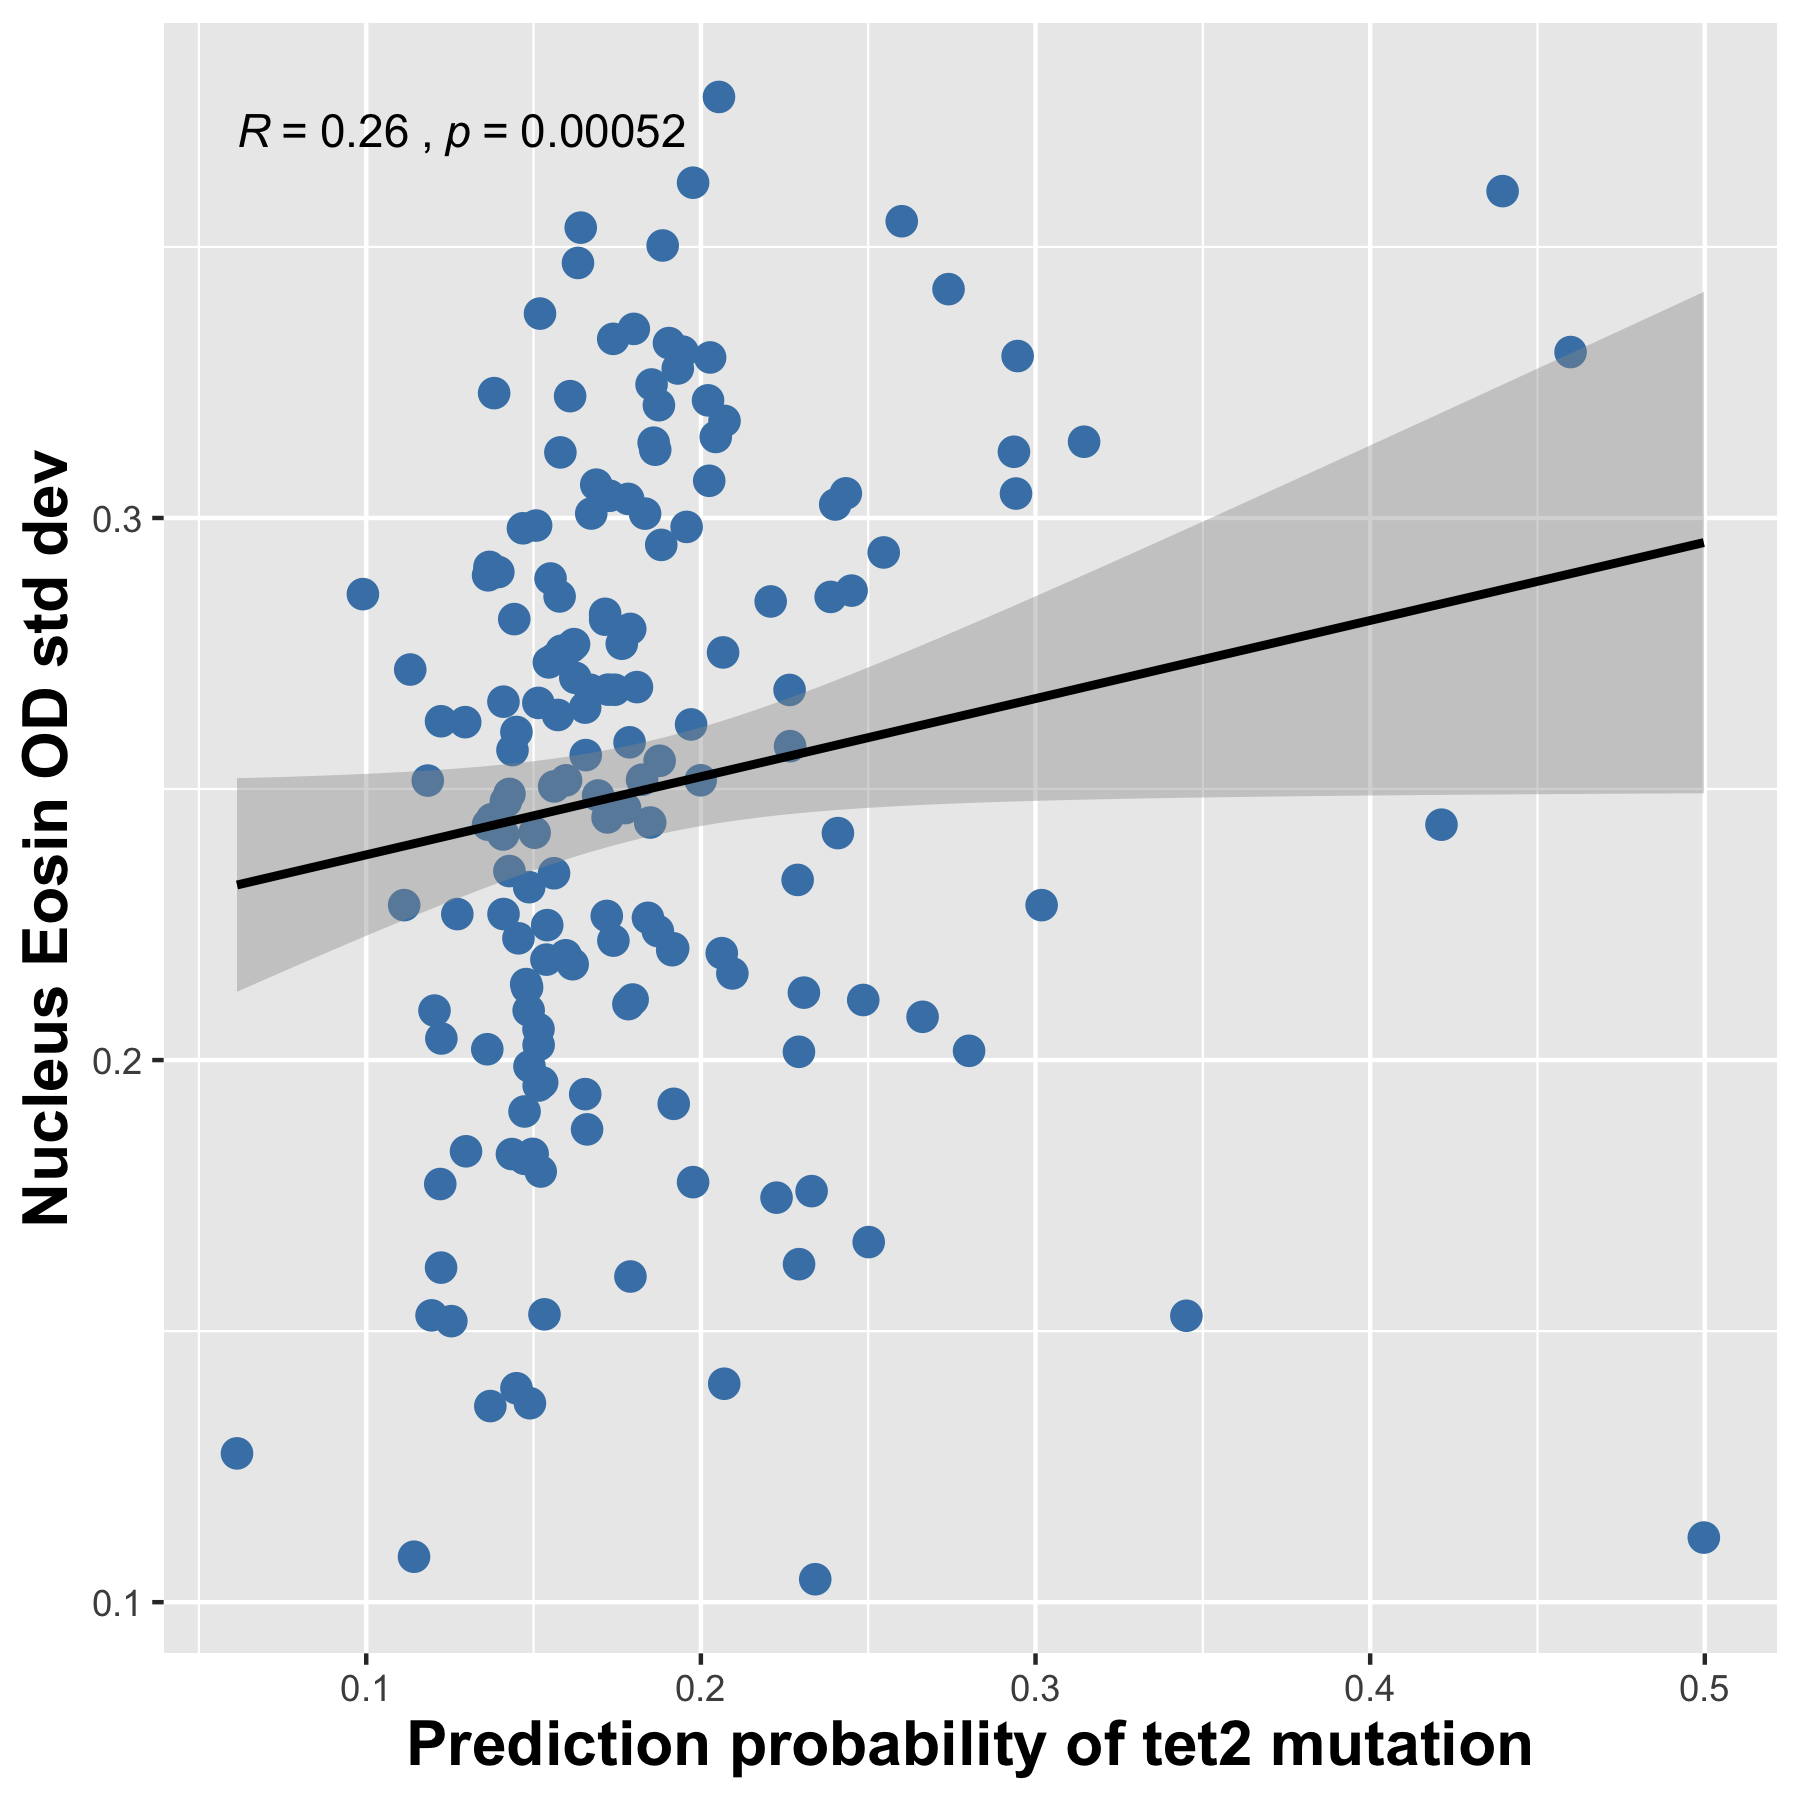 R = 0.26 , p = 0.00052
Nucleus Eosin OD std dev
0.3
0.2
0.1
0.1 0.2 0.3 0.4 0.5
Prediction probability of tet2 mutation